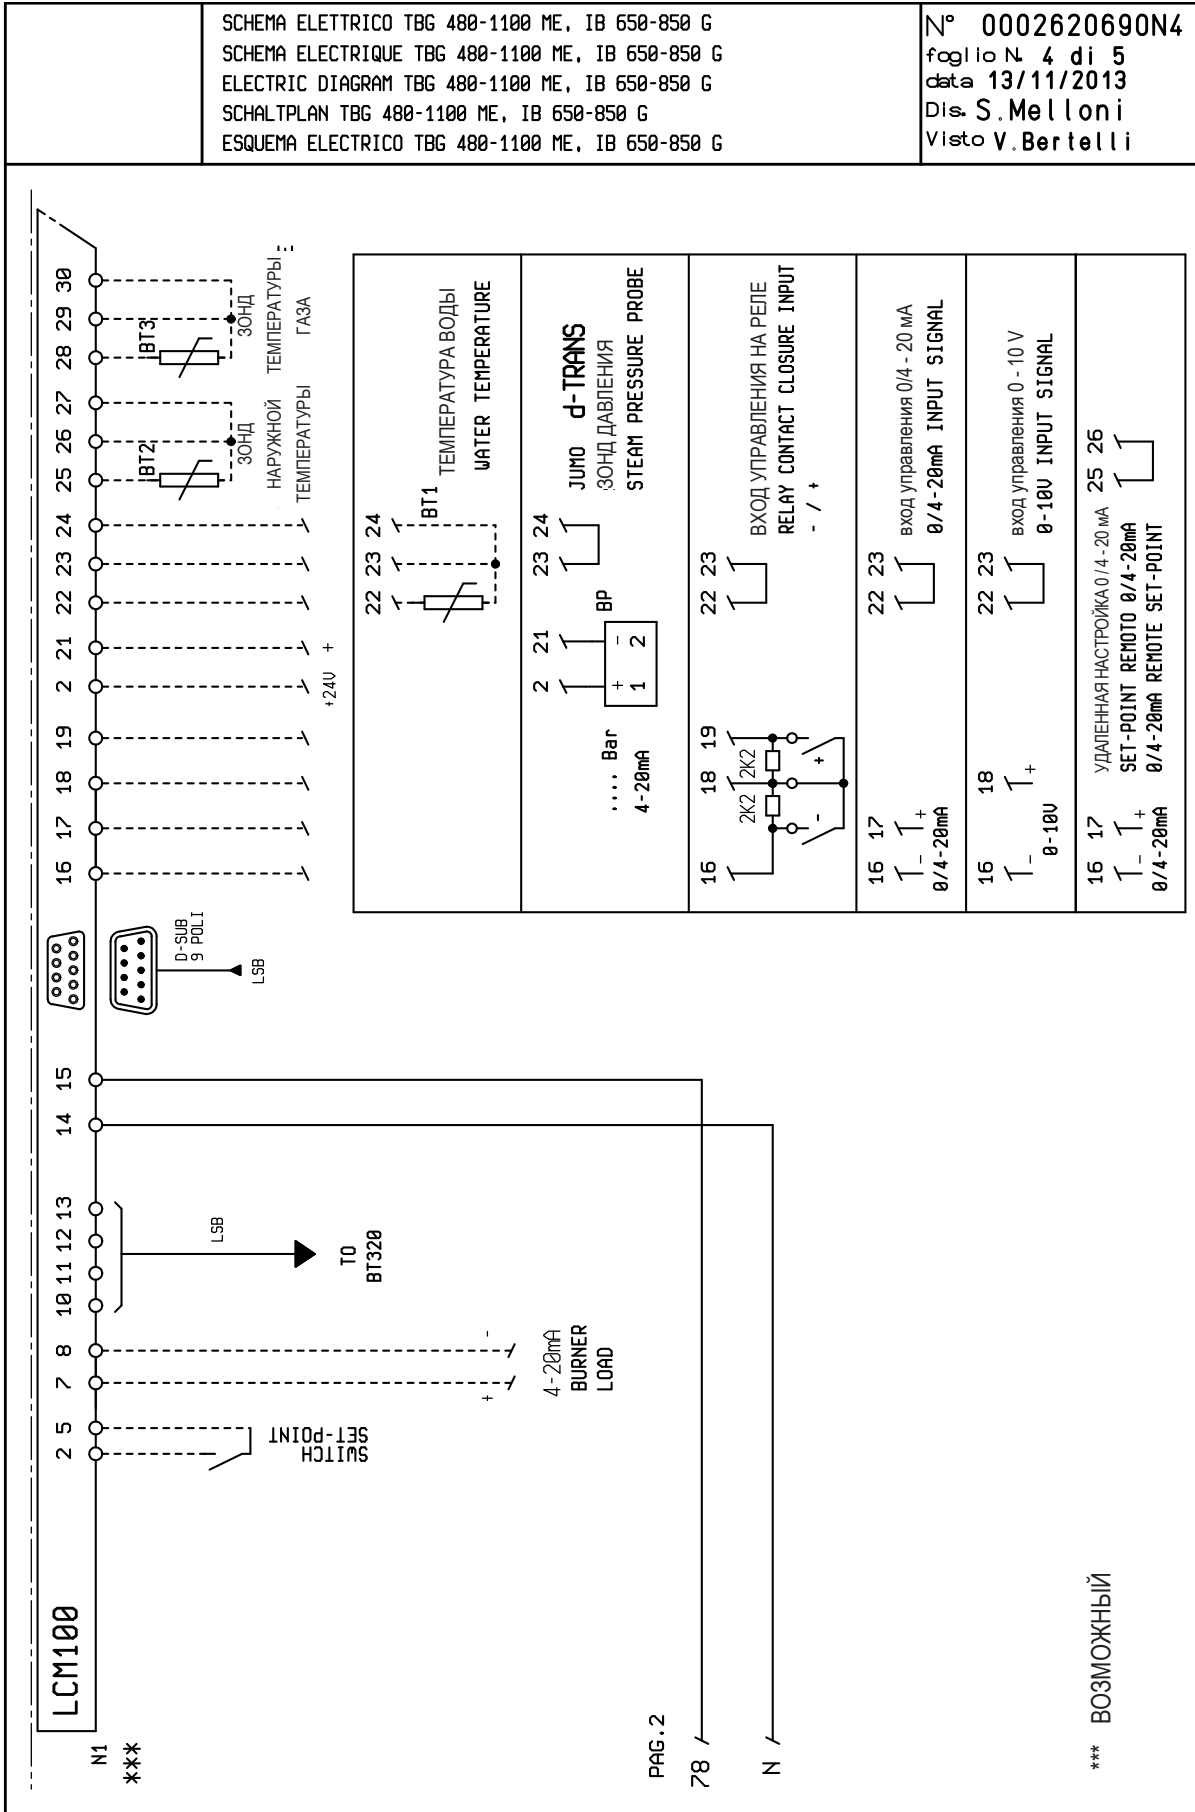 SCHEMA ELETTRICO TBG 480-1100 ME, IB 650-850 G
SCHEMA ELECTRIQUE TBG 480-1100 ME, IB 650-850 G
ELECTRIC DIAGRAM TBG 480-1100 ME, IB 650-850 G
SCHALTPLAN TBG 480-1100 ME, IB 650-850 G
ESQUEMA ELECTRICO TBG 480-1100 ME, IB 650-850 G
N° 0002620690N4
foglio N. 4 di 5
data 13/11/2013
Dis. S.Melloni
Visto V.Bertelli
LCM100
N1
***
2 5 7 8 10 11 12 13 14 15
16 17 18 19 2 21 22 23 24 25 26 27 28 29 30
SWITCH
SET-POINT
+ -
4-20mA
BURNER
LOAD
LSB
TO
BT320
D-SUB
9 POLI
LSB
+24V +
BT2
ЗОНД
НАРУЖНОЙ
ТЕМПЕРАТУРЫ
BT3
ЗОНД
ТЕМПЕРАТУРЫ
ГАЗА
22 23 24
BT1
ТЕМПЕРАТУРА ВОДЫ
WATER TEMPERATURE
2 21 23 24
BP
+ -
1 2
.... Bar
4-20mA
JUMO d-TRANS
ЗОНД ДАВЛЕНИЯ
STEAM PRESSURE PROBE
16 18 19 22 23
2K2 2K2
- +
ВХОД УПРАВЛЕНИЯ НА РЕЛЕ
RELAY CONTACT CLOSURE INPUT
- / +
16 17 22 23
- +
0/4-20mA
вход управления 0/4 - 20 мА
0/4-20mA INPUT SIGNAL
16 18 22 23
- +
0-10V
вход управления 0 - 10 V
0-10V INPUT SIGNAL
16 17 25 26
- +
0/4-20mA
УДАЛЕННАЯ НАСТРОЙКА 0 / 4 - 20 мА
SET-POINT REMOTO 0/4-20mA
0/4-20mA REMOTE SET-POINT
PAG.2
78
N
*** ВОЗМОЖНЫЙ